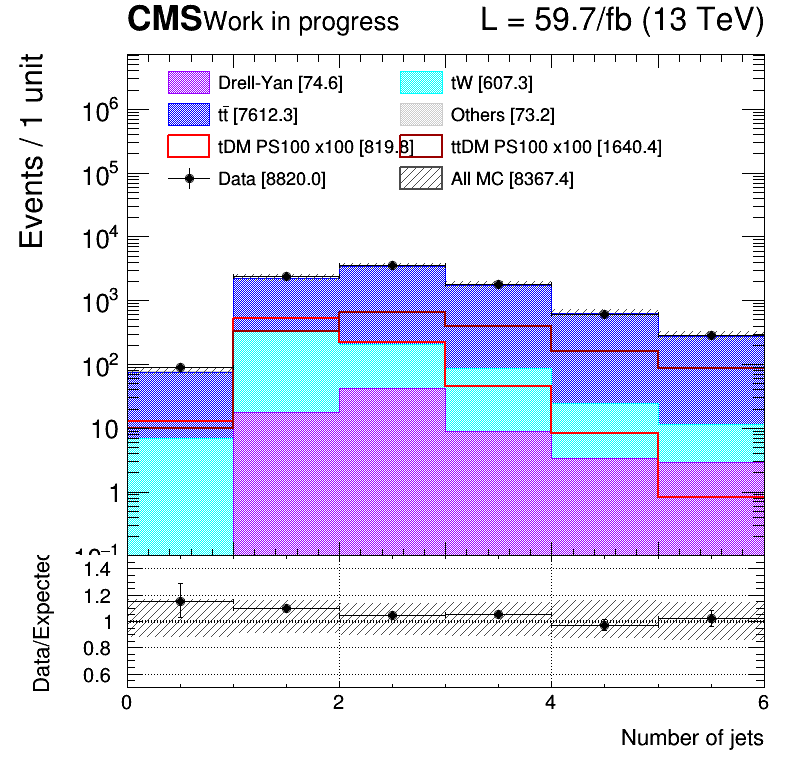 CMS Work in progress L = 59.7/fb (13 TeV)
Events / 1 unit
Drell-Yan [74.6] tW [607.3]
tt̄ [7612.3] Others [73.2]
tDM PS100 x100 [819.8] ttDM PS100 x100 [1640.4]
Data [8820.0] All MC [8367.4]
10⁶
10⁵
10⁴
10³
10²
10
1
10⁻¹
Data/Expected
1.4
1.2
1
0.8
0.6
0 2 4 6
Number of jets